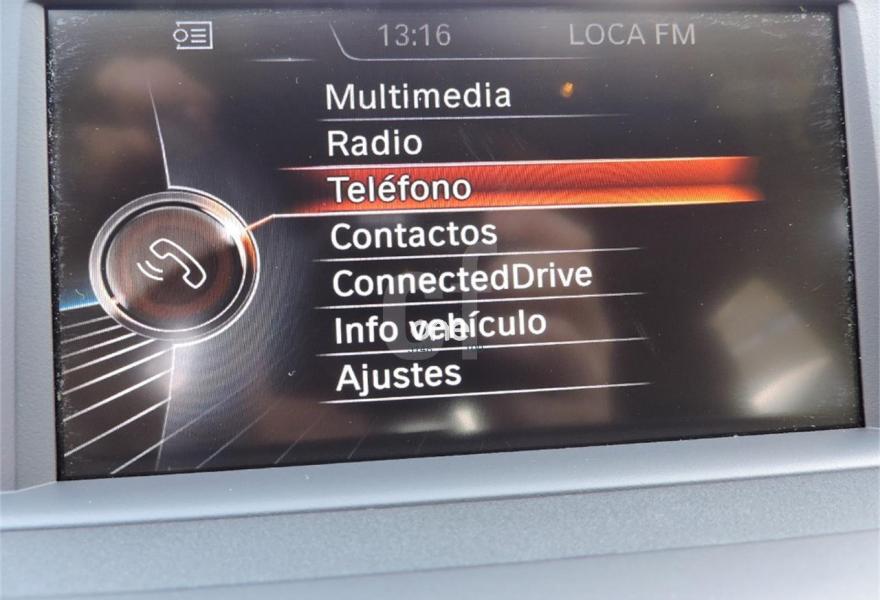 13:16 LOCA FM
Multimedia
Radio
Teléfono
Contactos
ConnectedDrive
Info vehículo
Ajustes